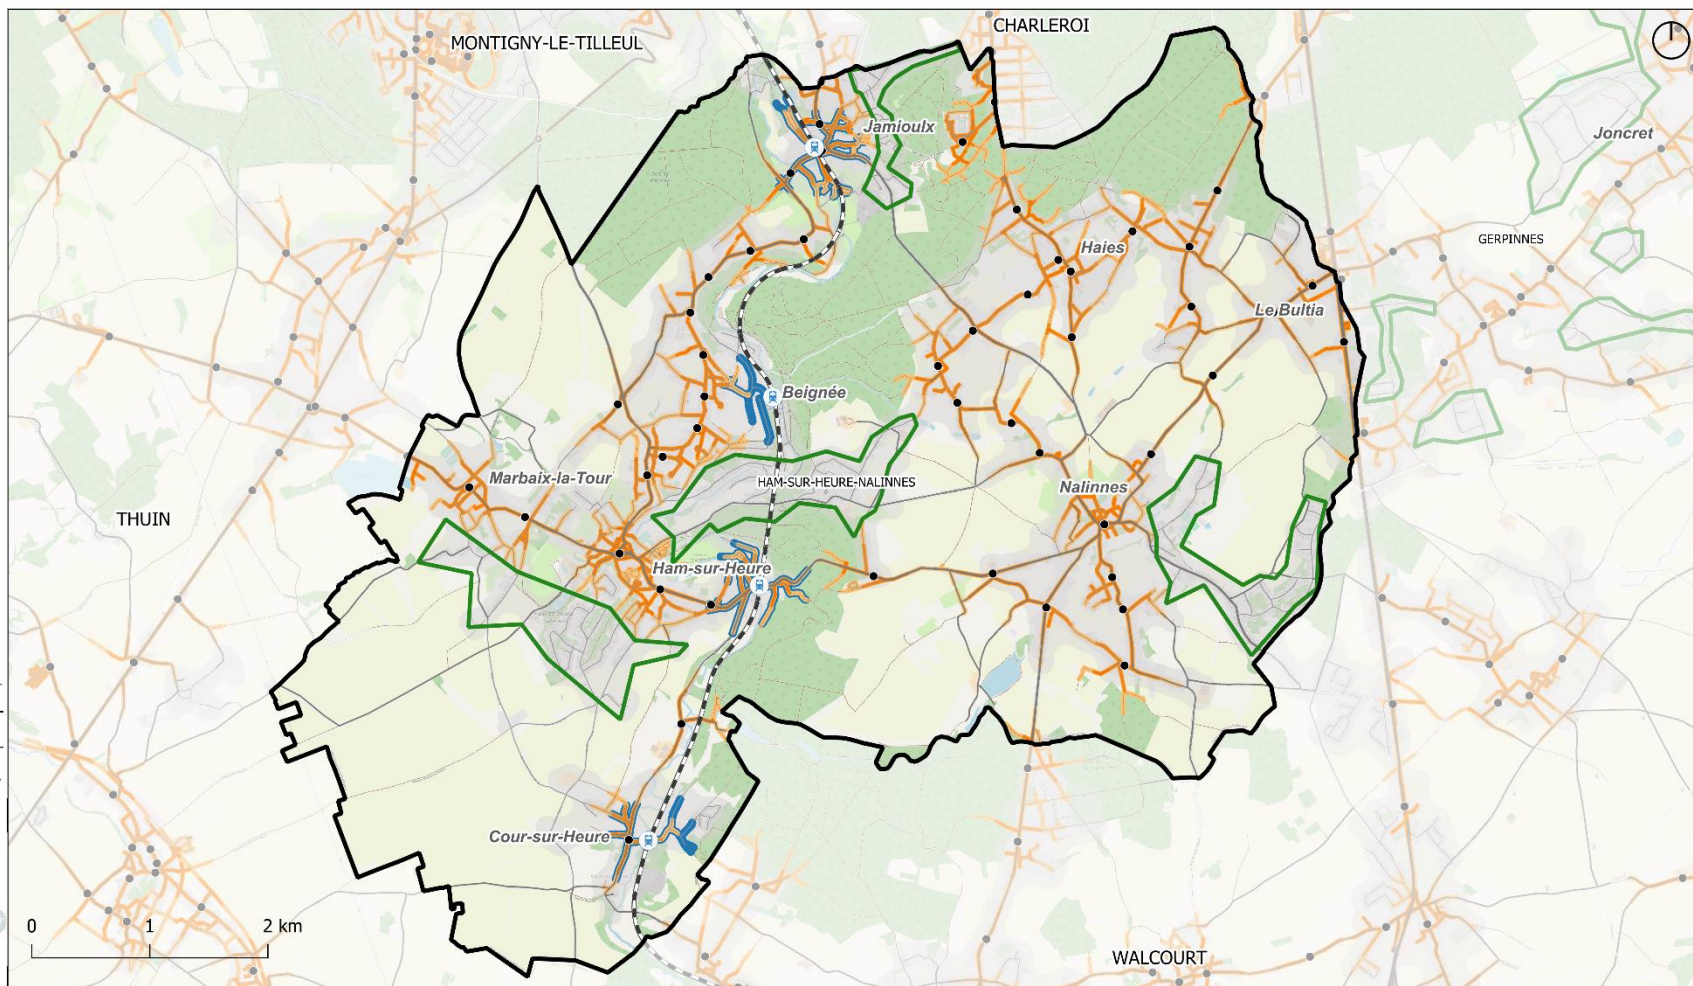 CHARLEROI
MONTIGNY-LE-TILLEUL
Jamioulx
Joncret
GERPINNES
Haies
Le Bultia
Beignée
Marbaix-la-Tour
HAM-SUR-HEURE-NALINNES
Nalinnes
THUIN
Ham-sur-Heure
Cour-sur-Heure
0 1 2 km
WALCOURT